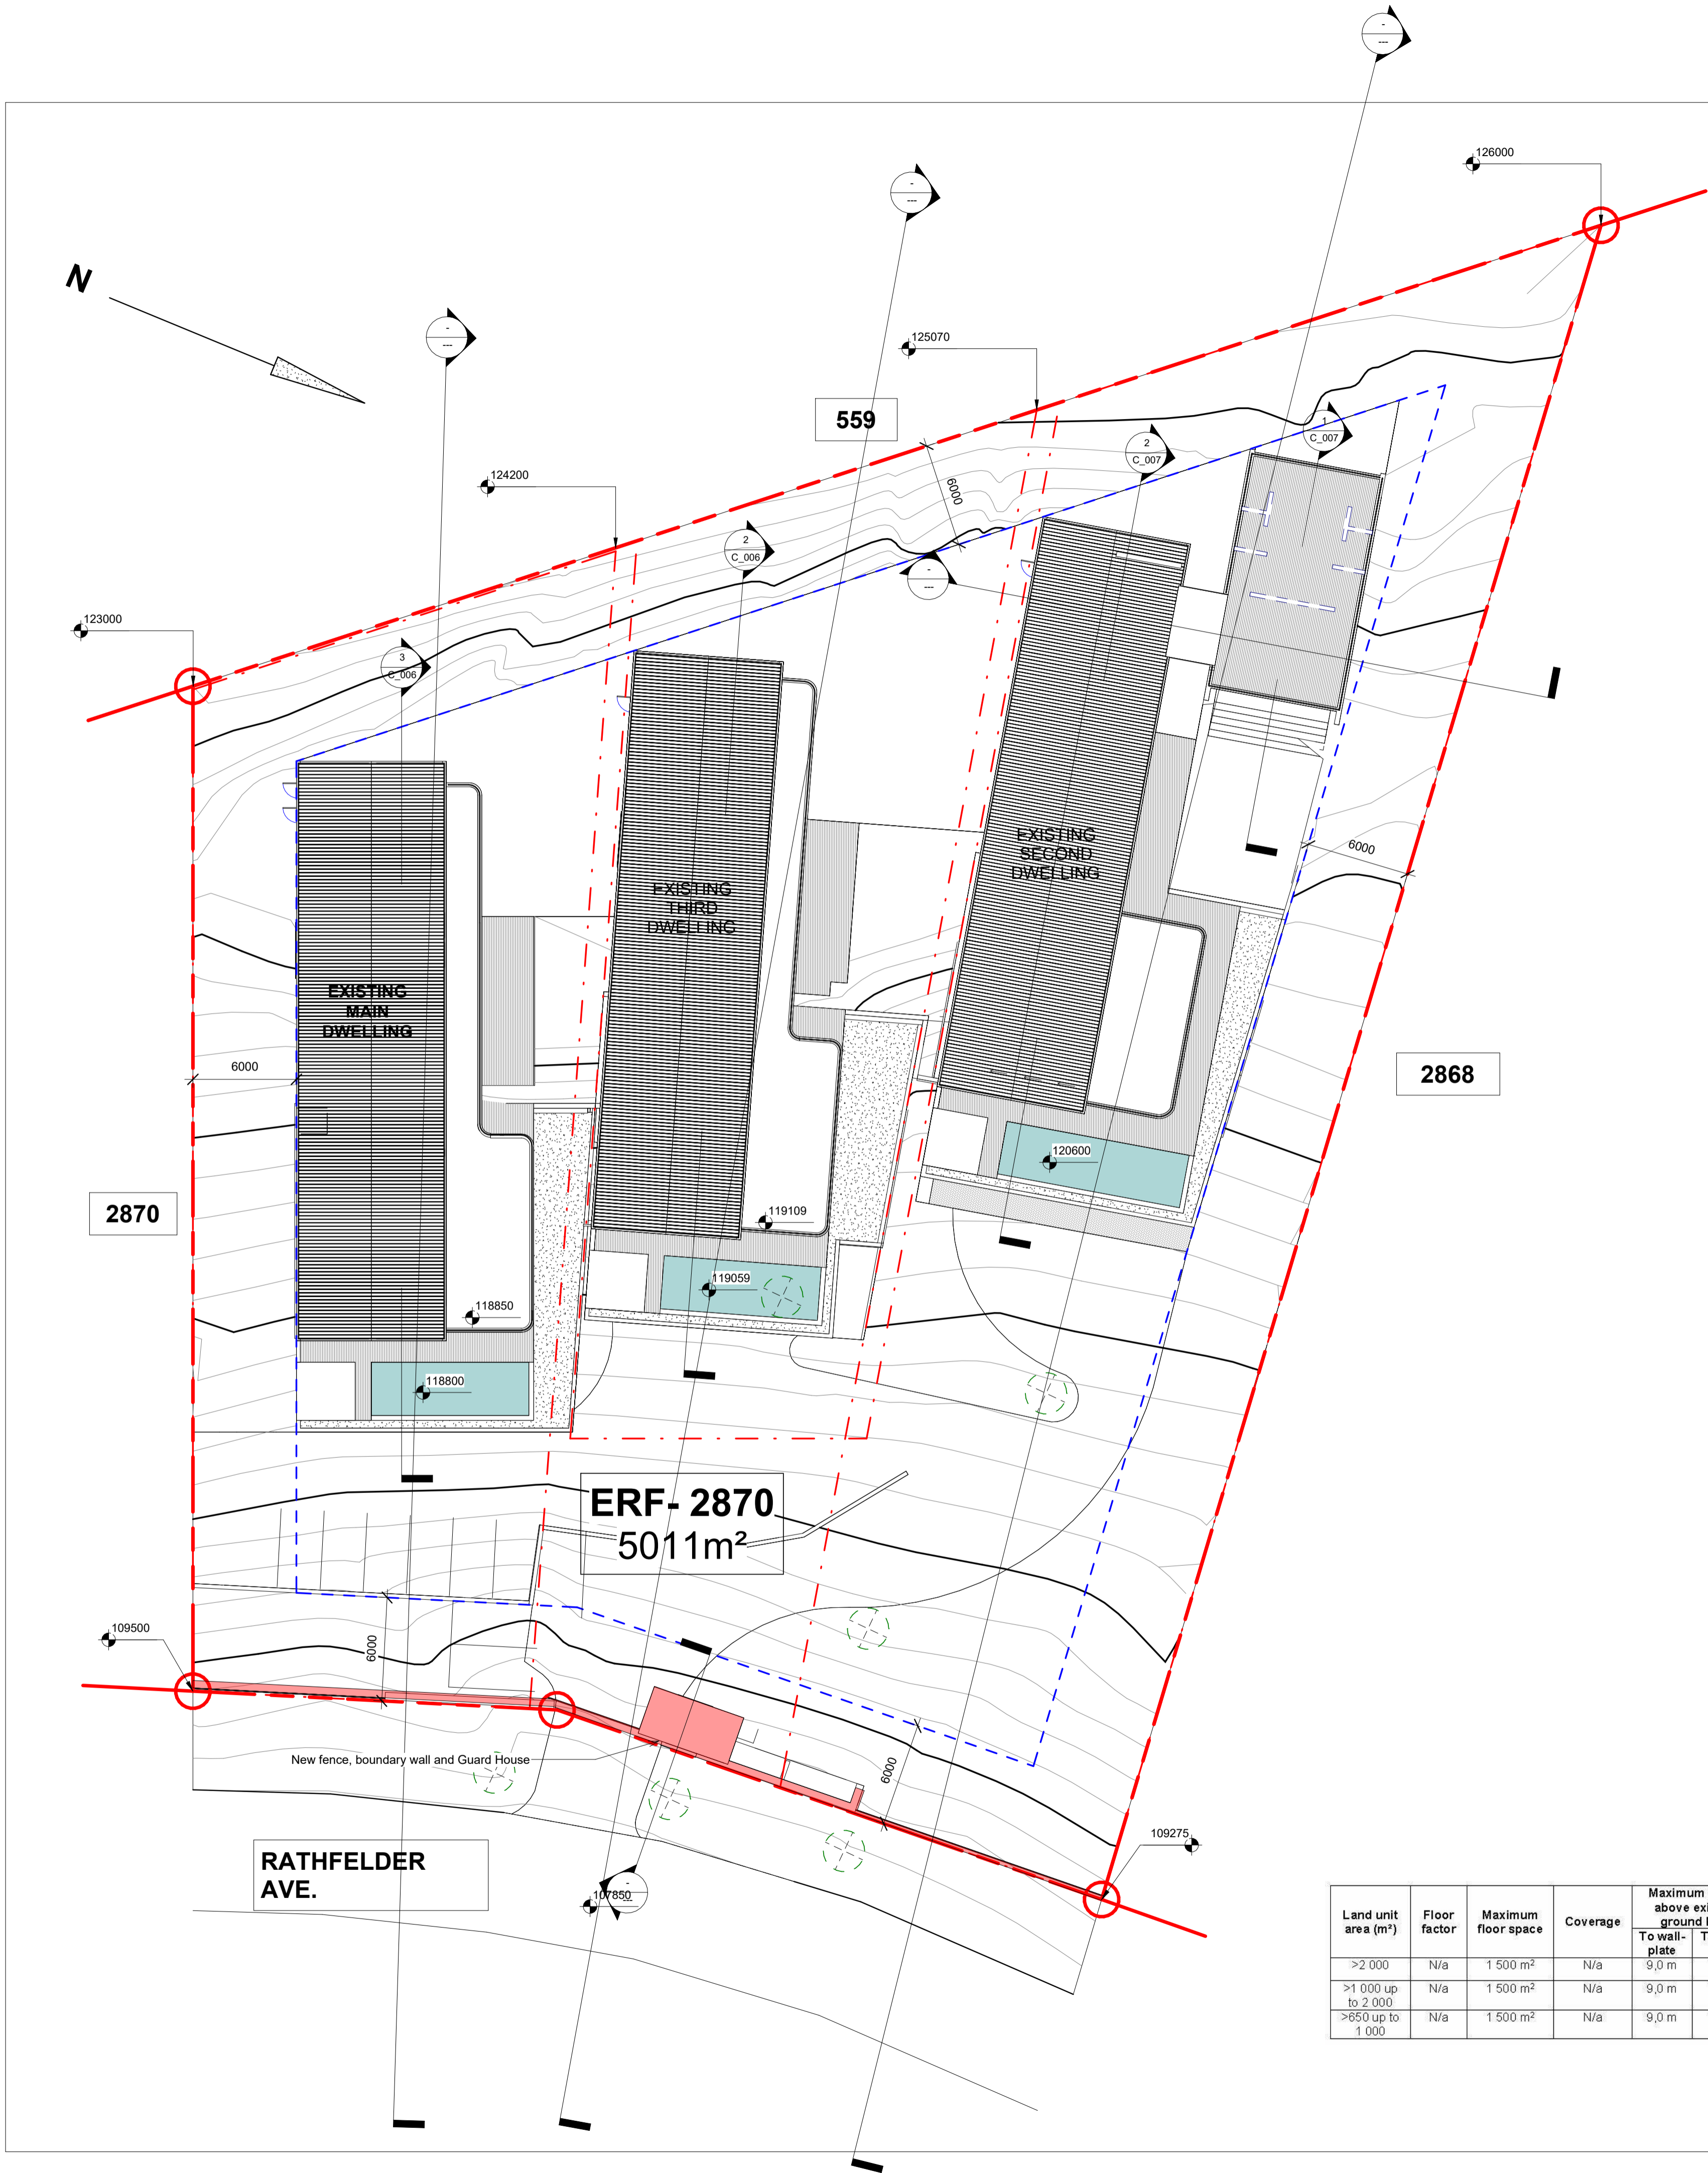 -
---
126000
-
---
N
-
---
125070
559
1
C_007
2
C_007
124200
6000
2
C_006
-
---
123000
3
C_006
EXISTING
SECOND
DWELLING
6000
EXISTING
THIRD
DWELLING
EXISTING
MAIN
DWELLING
6000
2868
120600
2870
119109
119059
118850
118800
ERF- 2870
5011m²
109500
6000
New fence, boundary wall and Guard House
6000
109275
RATHFELDER
AVE.
107850
---
Land unit
area (m²)
Floor
factor
Maximum
floor space
Coverage
Maximum
above
ground
To wall-
plate
>2 000
N/a
1 500 m²
N/a
9,0 m
>1 000 up
to 2 000
N/a
1 500 m²
N/a
9,0 m
>650 up to
1 000
N/a
1 500 m²
N/a
9,0 m